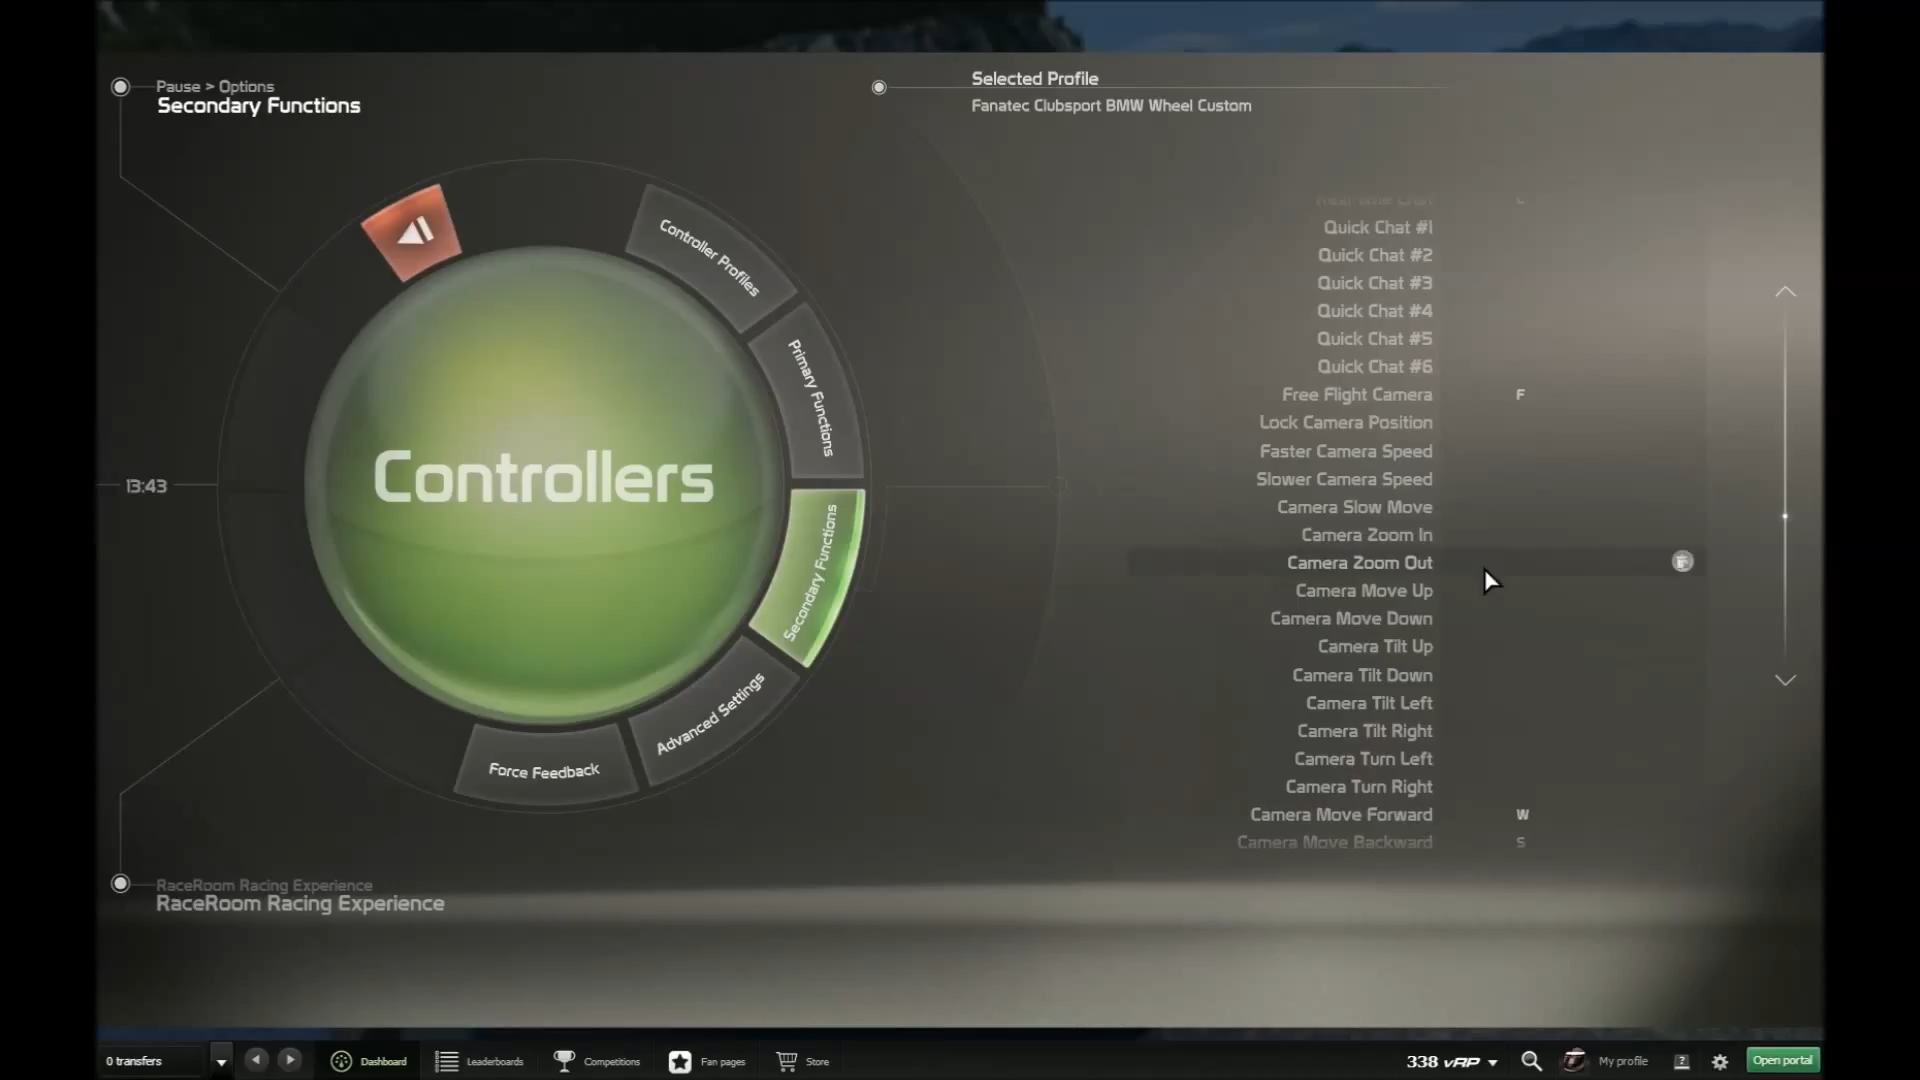 Pause > Options
Secondary Functions
Selected Profile
Fanatec Clubsport BMW Wheel Custom
Controller Profiles
Primary Functions
Secondary Functions
Advanced Settings
Force Feedback
Controllers
13:43
Quick Chat #1
Quick Chat #2
Quick Chat #3
Quick Chat #4
Quick Chat #5
Quick Chat #6
Free Flight Camera F
Lock Camera Position
Faster Camera Speed
Slower Camera Speed
Camera Slow Move
Camera Zoom In
Camera Zoom Out
Camera Move Up
Camera Move Down
Camera Tilt Up
Camera Tilt Down
Camera Tilt Left
Camera Tilt Right
Camera Turn Left
Camera Turn Right
Camera Move Forward W
Camera Move Backward S
RaceRoom Racing Experience
RaceRoom Racing Experience
0 transfers Dashboard Leaderboards Competitions Fan pages Store 338 vRP My profile ? Open portal